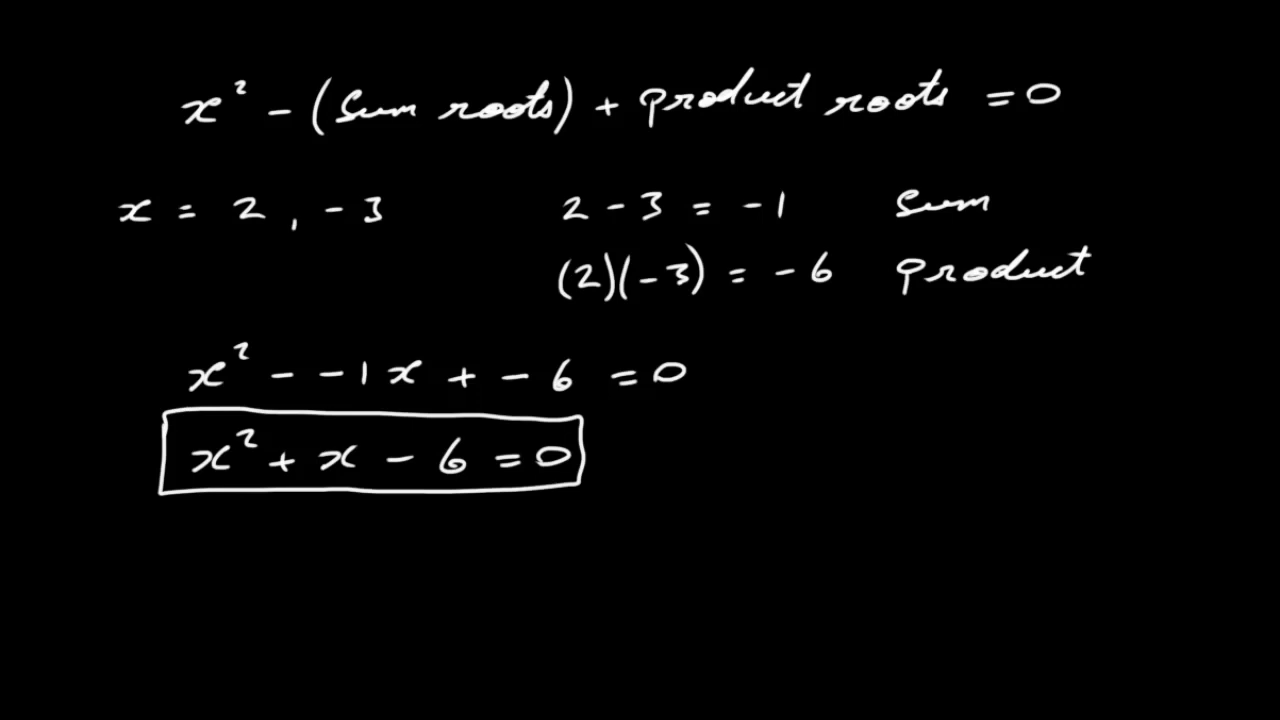 x² - (Sum roots) + product roots = 0
x = 2, -3
2 - 3 = -1 Sum
(2)(-3) = -6 product
x² - -1x + -6 = 0
x² + x - 6 = 0